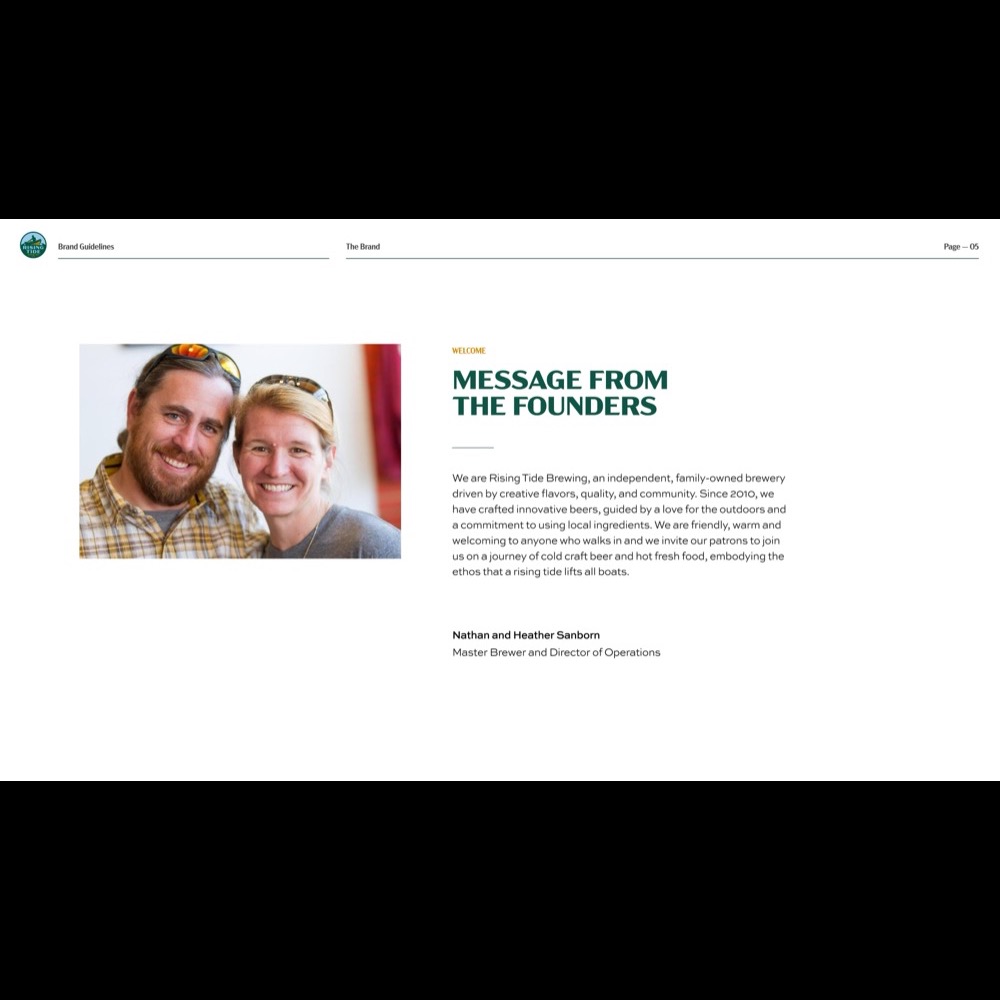 RISING
TIDE
Brand Guidelines
The Brand
Page — 05
WELCOME
MESSAGE FROM
THE FOUNDERS
We are Rising Tide Brewing, an independent, family-owned brewery
driven by creative flavors, quality, and community. Since 2010, we
have crafted innovative beers, guided by a love for the outdoors and
a commitment to using local ingredients. We are friendly, warm and
welcoming to anyone who walks in and we invite our patrons to join
us on a journey of cold craft beer and hot fresh food, embodying the
ethos that a rising tide lifts all boats.
Nathan and Heather Sanborn
Master Brewer and Director of Operations